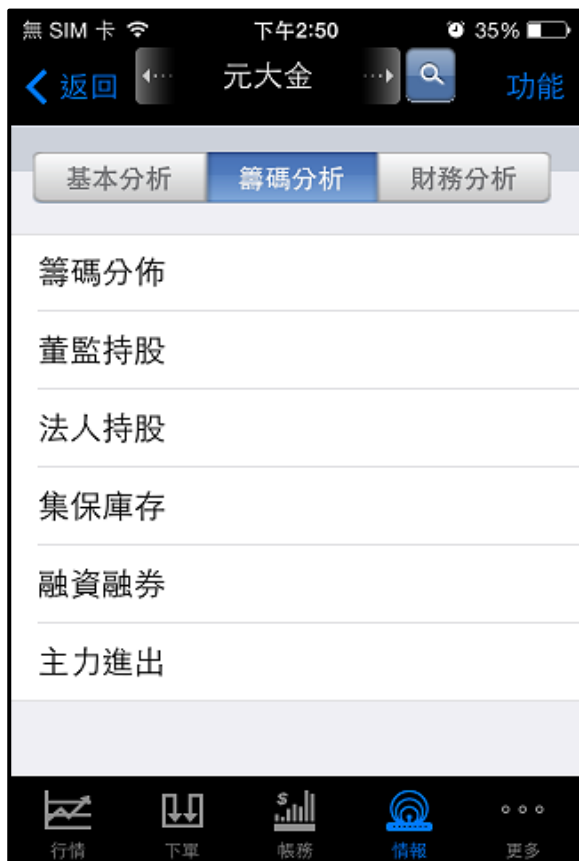 無 SIM 卡 下午2:50 35%
返回 元大金 功能
基本分析 籌碼分析 財務分析
籌碼分佈
董監持股
法人持股
集保庫存
融資融券
主力進出
行情 下單 帳務 情報 更多